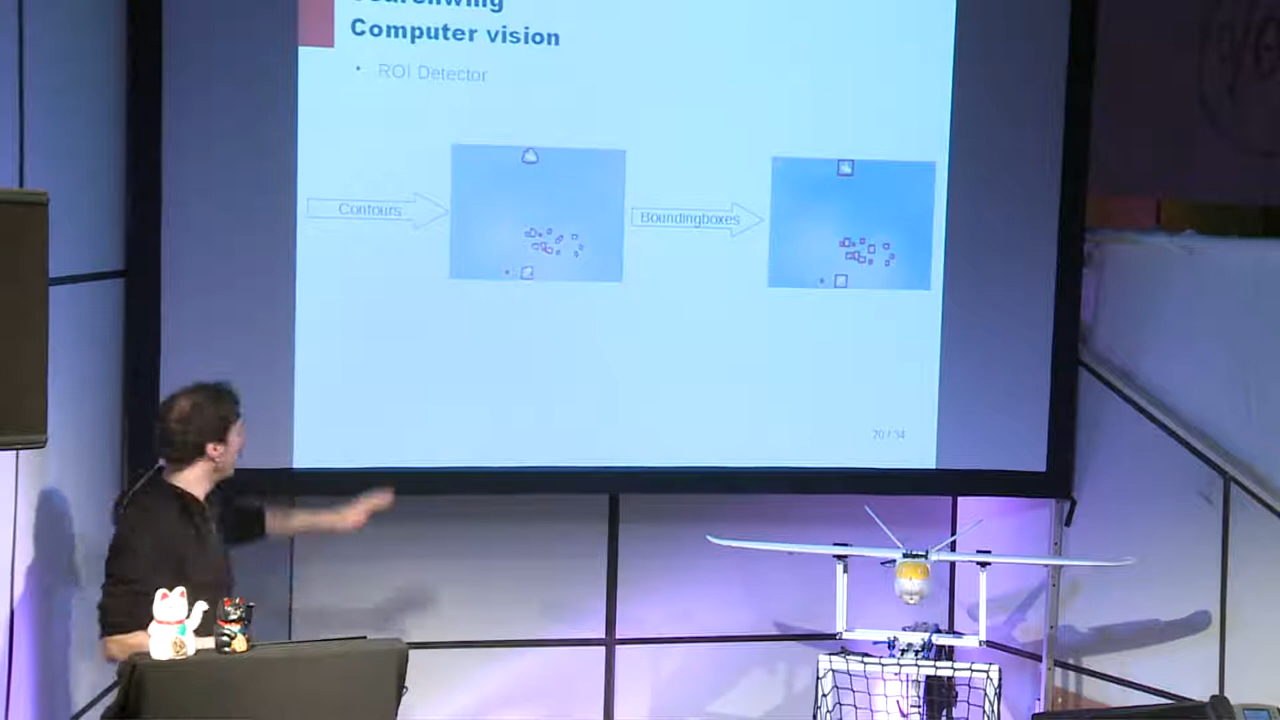 Computer vision
• ROI Detector
Contours
Boundingboxes
20 / 34